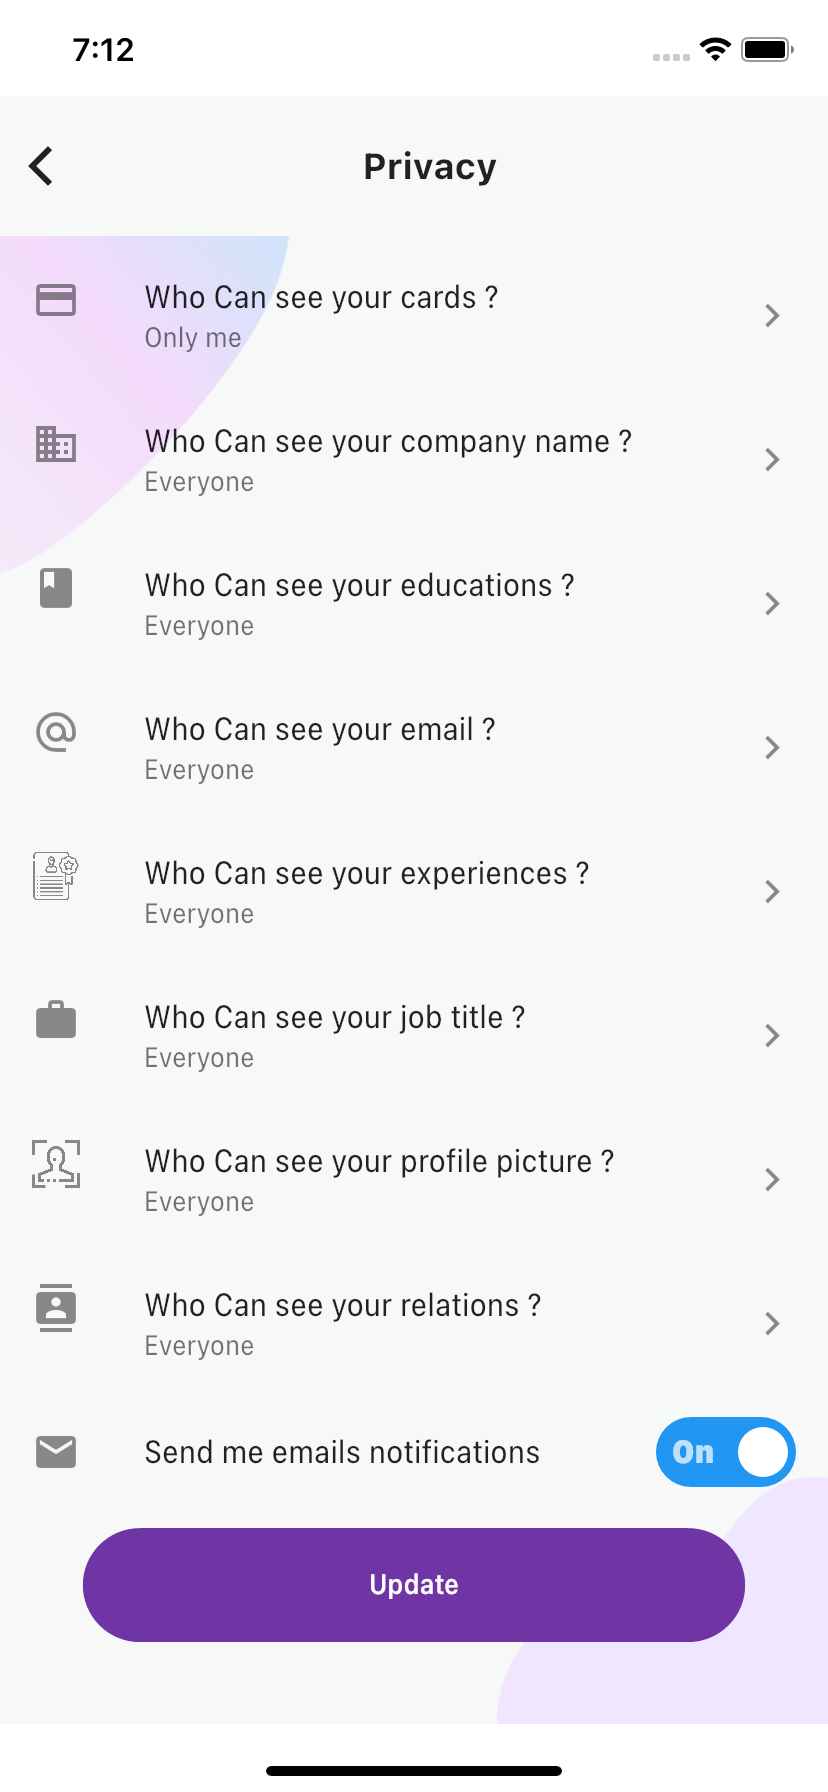 7:12
Privacy
Who Can see your cards ?
Only me
Who Can see your company name ?
Everyone
Who Can see your educations ?
Everyone
Who Can see your email ?
Everyone
Who Can see your experiences ?
Everyone
Who Can see your job title ?
Everyone
Who Can see your profile picture ?
Everyone
Who Can see your relations ?
Everyone
Send me emails notifications
On
Update